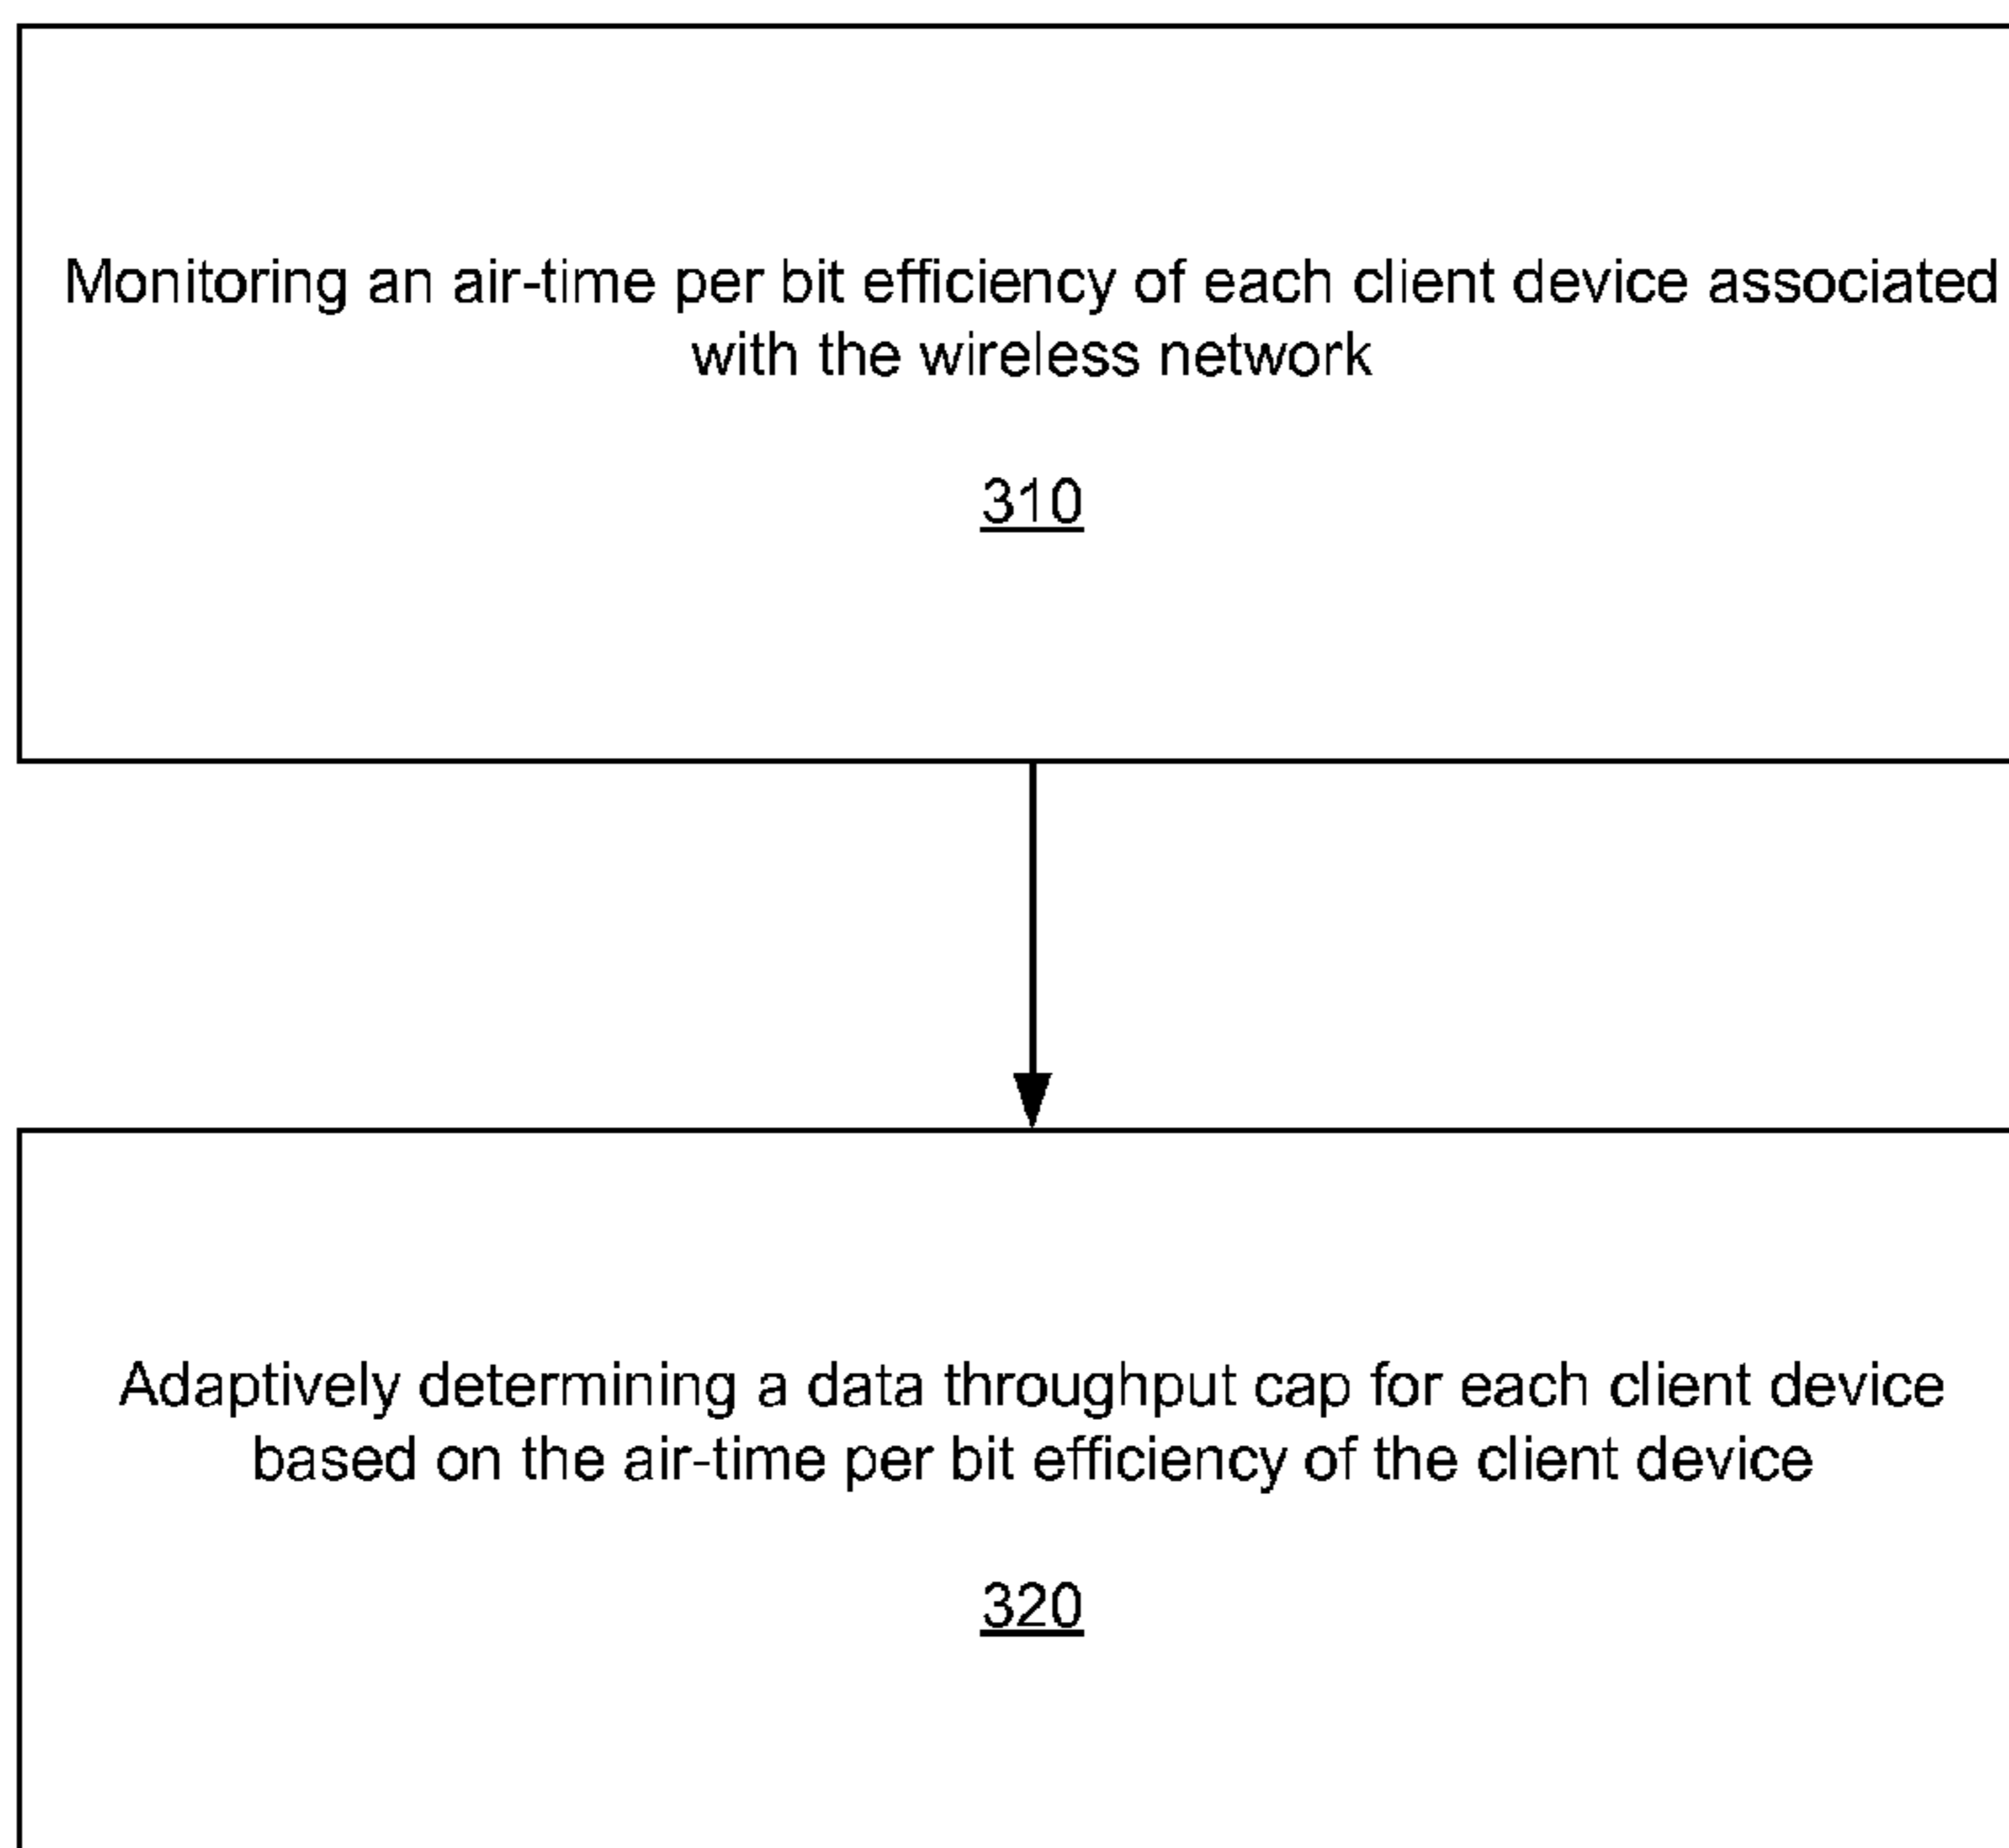 Monitoring an air-time per bit efficiency of each client device associated
with the wireless network
310
Adaptively determining a data throughput cap for each client device
based on the air-time per bit efficiency of the client device
320